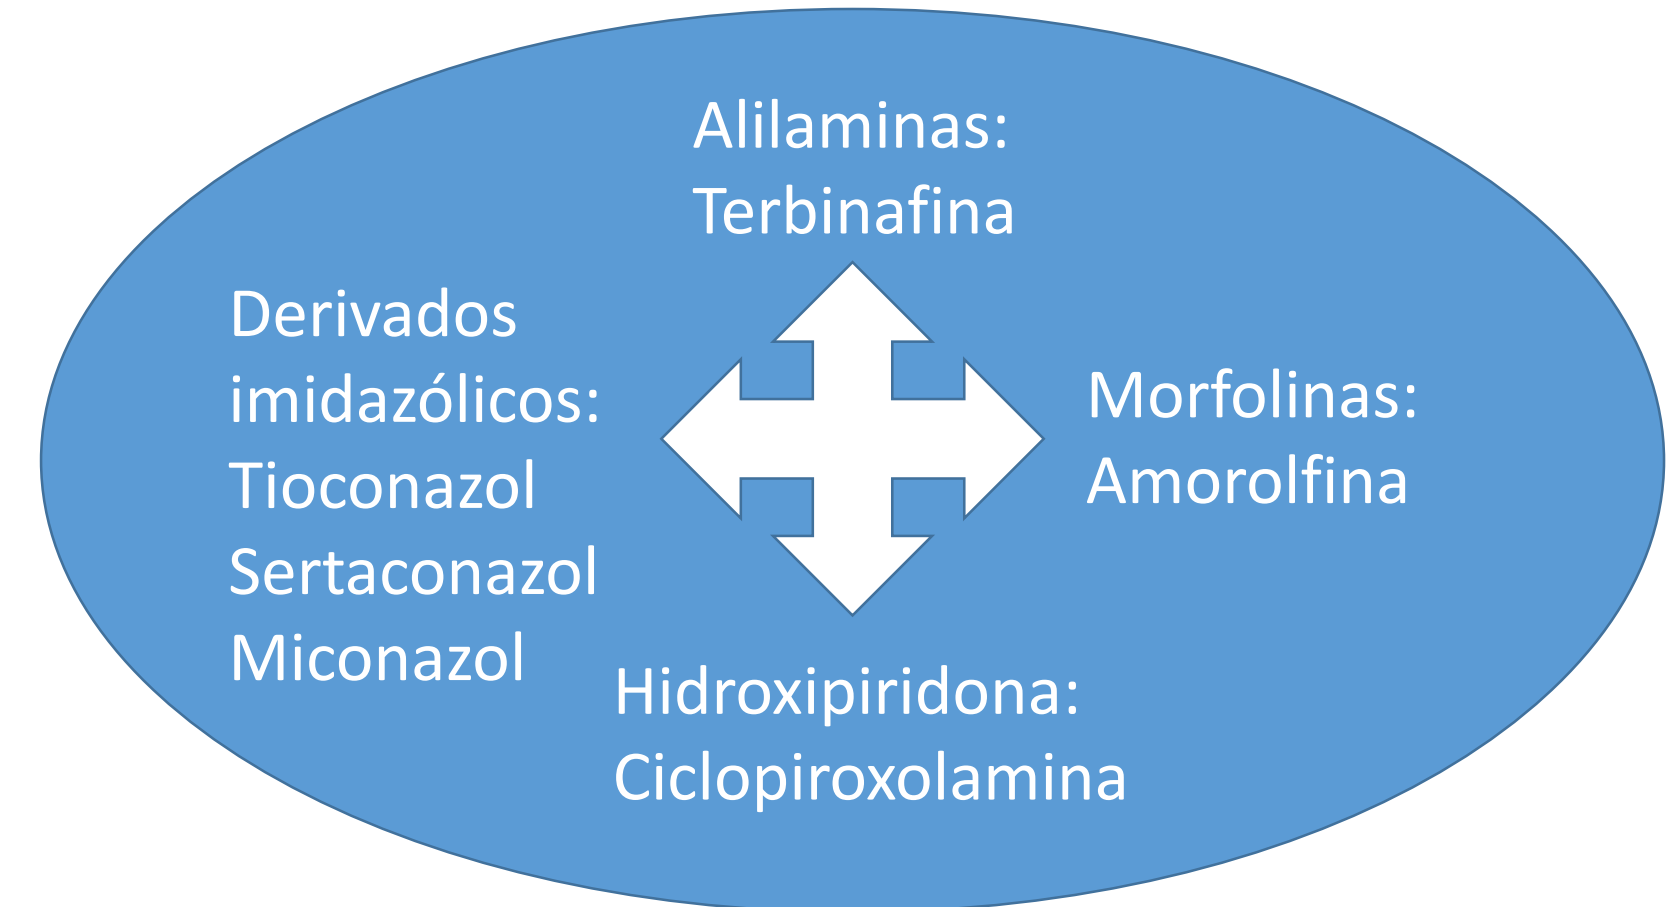 Alilaminas:
Terbinafina
Derivados
imidazólicos:
Tioconazol
Sertaconazol
Miconazol
Morfolinas:
Amorolfina
Hidroxipiridona:
Ciclopiroxolamina